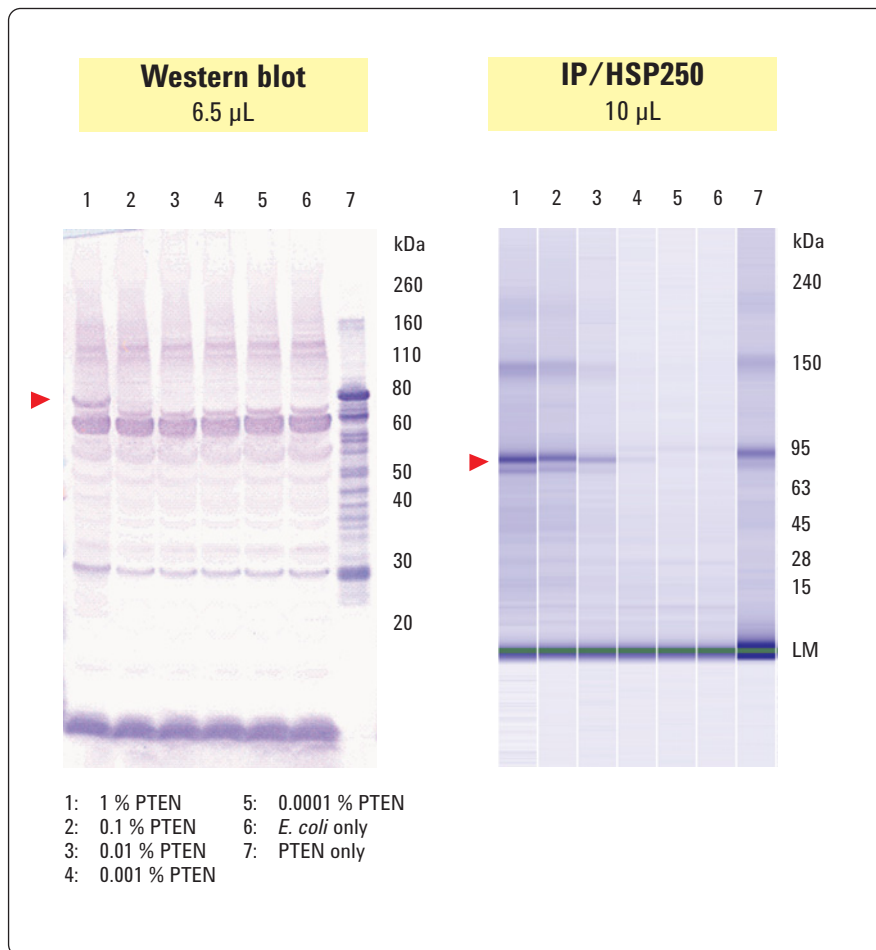 Western blot
6.5 µL
1 2 3 4 5 6 7
kDa
260
160
110
80
60
50
40
30
20
IP/HSP250
10 µL
1 2 3 4 5 6 7
kDa
240
150
95
63
45
28
15
LM
1: 1 % PTEN
2: 0.1 % PTEN
3: 0.01 % PTEN
4: 0.001 % PTEN
5: 0.0001 % PTEN
6: E. coli only
7: PTEN only